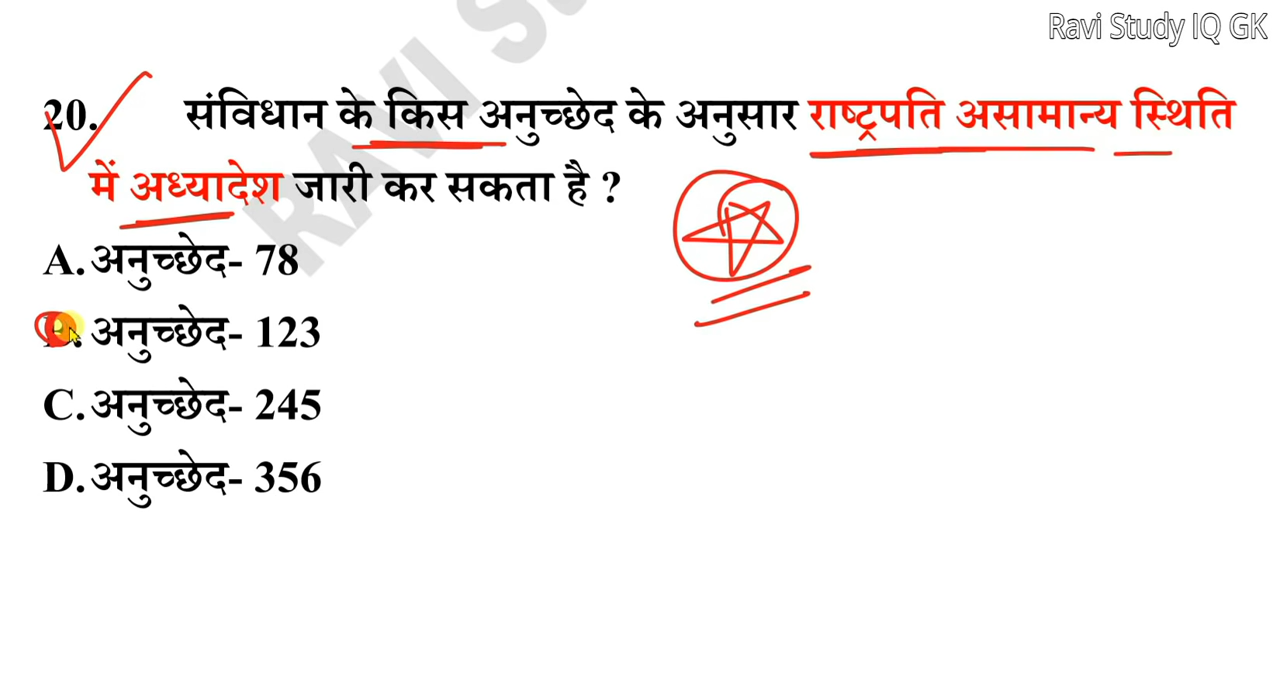 Ravi Study IQ GK
20. संविधान के किस अनुच्छेद के अनुसार राष्ट्रपति असामान्य स्थिति
में अध्यादेश जारी कर सकता है ?
A. अनुच्छेद- 78
अनुच्छेद- 123
C. अनुच्छेद- 245
D. अनुच्छेद- 356
RAVI